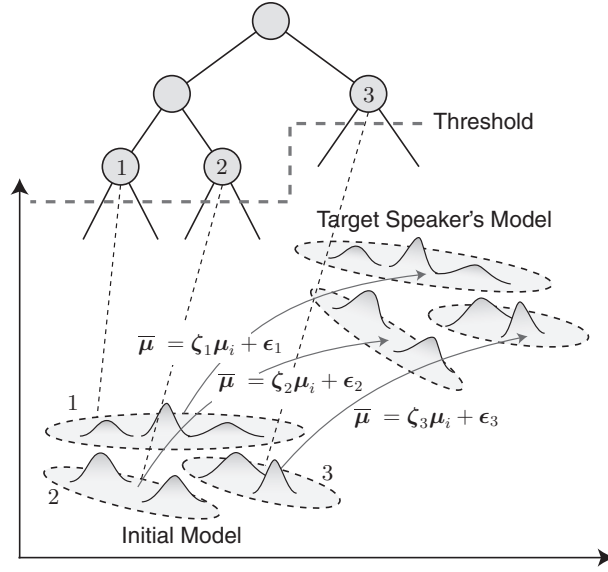 3
Threshold
1
2
Target Speaker's Model
μ̅ = ζ₁μᵢ + ϵ₁
μ̅ = ζ₂μᵢ + ϵ₂
1
μ̅ = ζ₃μᵢ + ϵ₃
3
2
Initial Model